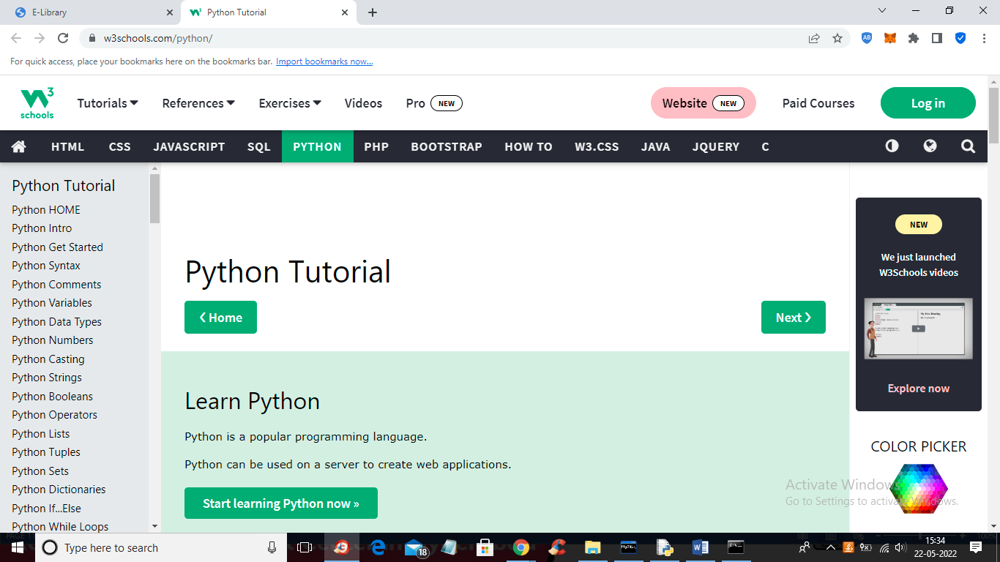 E-Library
Python Tutorial
w3schools.com/python/
For quick access, place your bookmarks here on the bookmarks bar. Import bookmarks now...
W3 schools
Tutorials References Exercises Videos Pro NEW Website NEW Paid Courses Log in
HTML CSS JAVASCRIPT SQL PYTHON PHP BOOTSTRAP HOW TO W3.CSS JAVA JQUERY C
Python Tutorial
Python HOME
Python Intro
Python Get Started
Python Syntax
Python Comments
Python Variables
Python Data Types
Python Numbers
Python Casting
Python Strings
Python Booleans
Python Operators
Python Lists
Python Tuples
Python Sets
Python Dictionaries
Python If...Else
Python While Loops
Python Tutorial
❮ Home
Next ❯
Learn Python
Python is a popular programming language.
Python can be used on a server to create web applications.
Start learning Python now »
NEW
We just launched
W3Schools videos
Explore now
COLOR PICKER
Activate Windows
Go to Settings to activate Windows.
Type here to search
18
15:34
22-05-2022